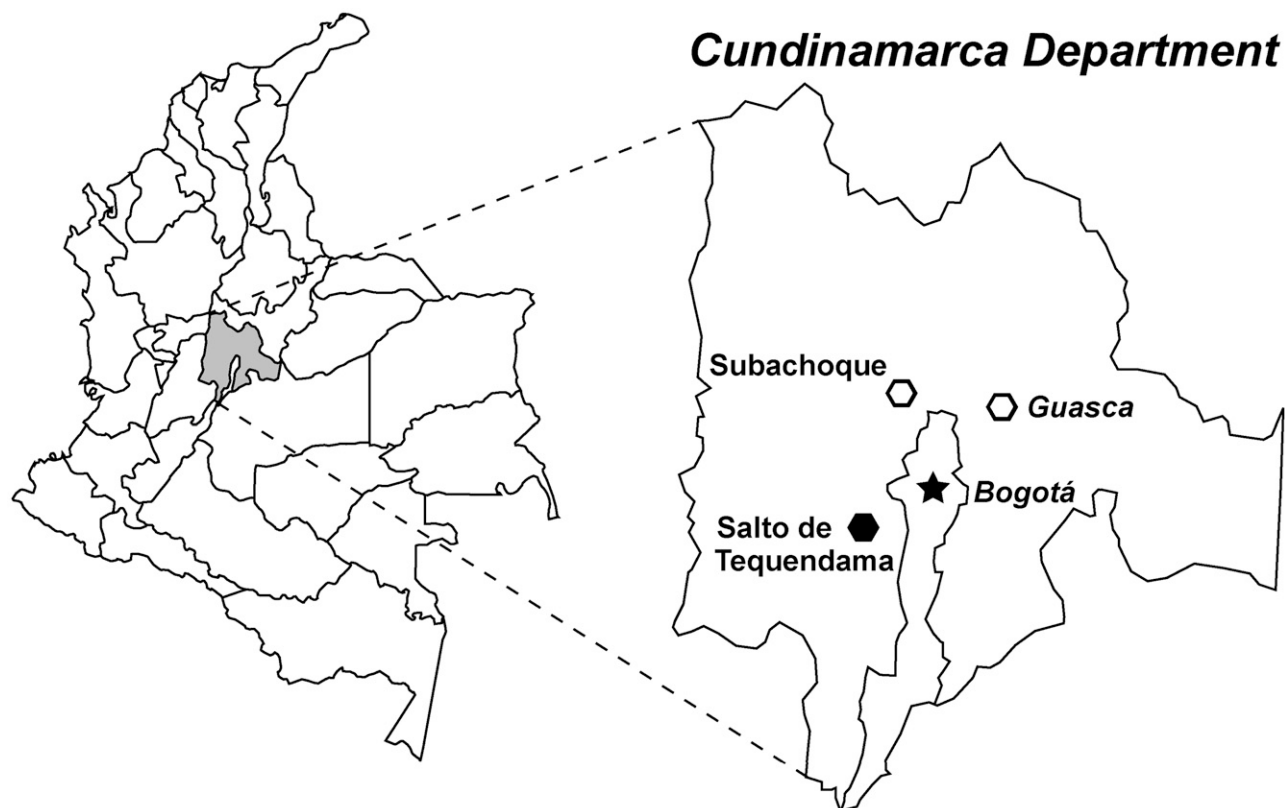 Cundinamarca Department
Subachoque
Guasca
Bogotá
Salto de
Tequendama